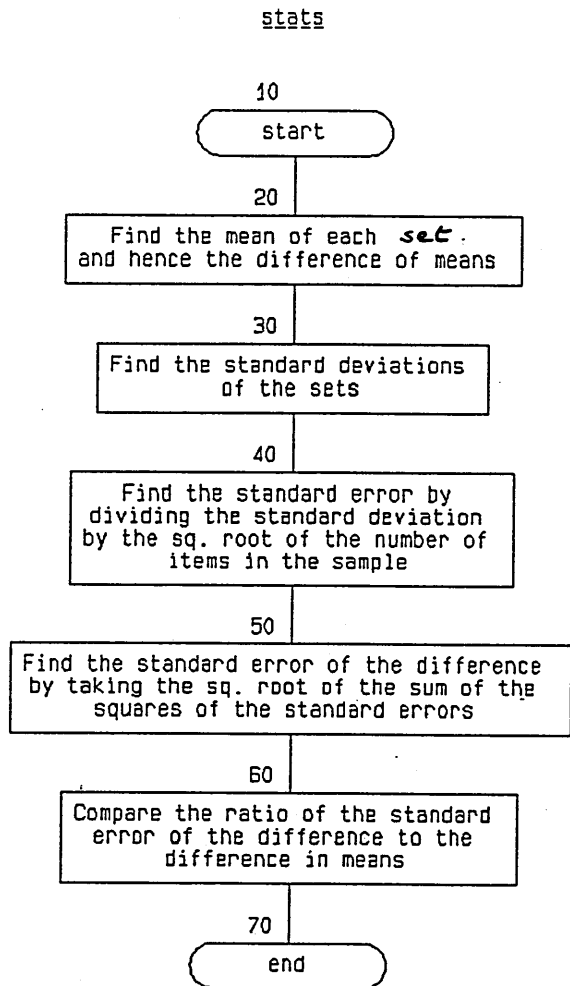 stats
10
start
20
Find the mean of each set.
and hence the difference of means
30
Find the standard deviations
of the sets
40
Find the standard error by
dividing the standard deviation
by the sq. root of the number of
items in the sample
50
Find the standard error of the difference
by taking the sq. root of the sum of the
squares of the standard errors
60
Compare the ratio of the standard
error of the difference to the
difference in means
70
end